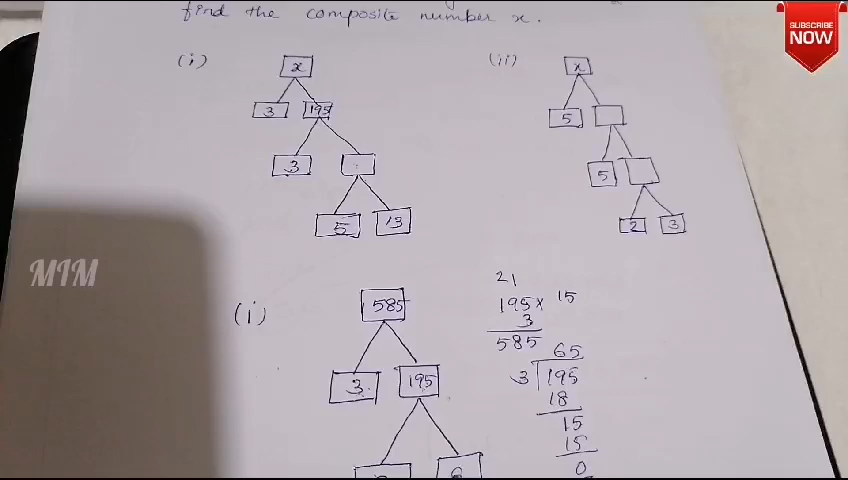 find the composite number x.
SUBSCRIBE
NOW
(i)
x
3 195
3
5 13
(ii)
x
5
5
2 3
MIM
(i)
585
3 195
21
195 x 15
3
585
65
3 195
18
15
15
0